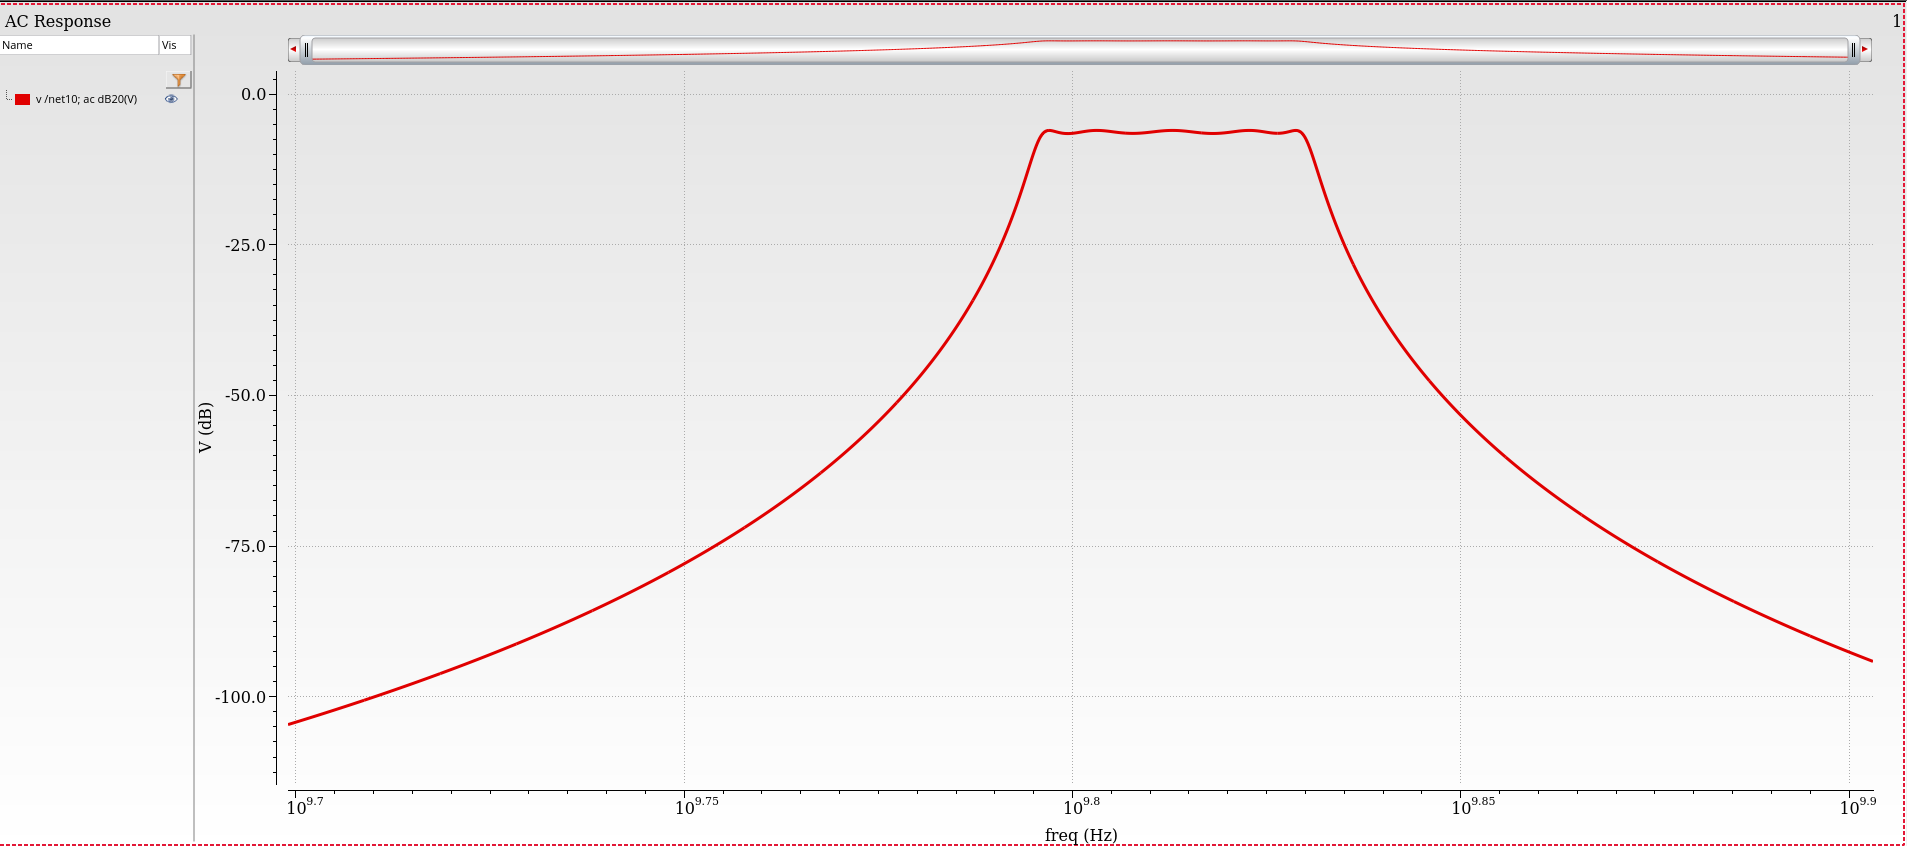 AC Response
1
Name Vis
v /net10; ac dB20(V)
0.0
-25.0
-50.0
-75.0
-100.0
V (dB)
10^9.7 10^9.75 10^9.8 10^9.85 10^9.9
freq (Hz)